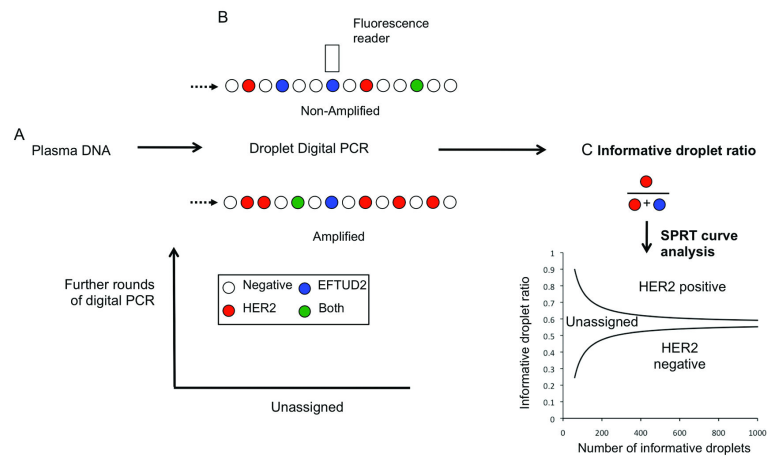 B
Fluorescence
reader
Non-Amplified
A
Plasma DNA
Droplet Digital PCR
C Informative droplet ratio
+
SPRT curve
analysis
Amplified
Further rounds
of digital PCR
Negative
EFTUD2
HER2
Both
Unassigned
Informative droplet ratio
1
0.9
0.8
0.7
0.6
0.5
0.4
0.3
0.2
0.1
0
HER2 positive
Unassigned
HER2
negative
0
200
400
600
800
1000
Number of informative droplets